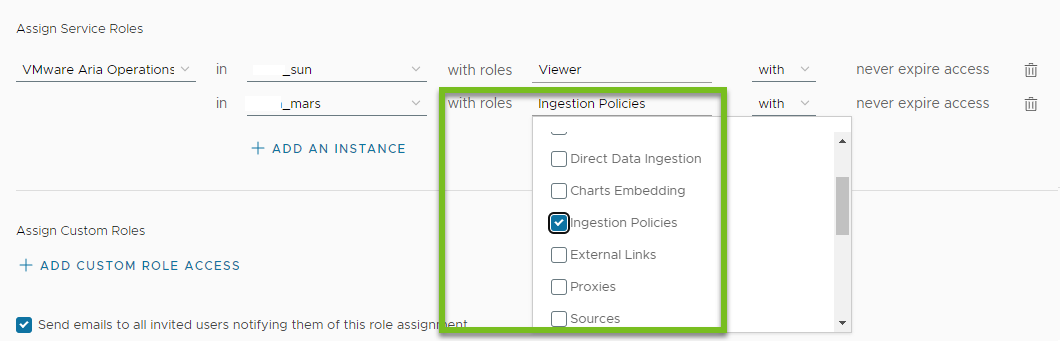 Assign Service Roles
VMware Aria Operations in _sun with roles Viewer with never expire access
in _mars with roles Ingestion Policies with never expire access
ADD AN INSTANCE
Direct Data Ingestion
Charts Embedding
Ingestion Policies
External Links
Proxies
Sources
Assign Custom Roles
ADD CUSTOM ROLE ACCESS
Send emails to all invited users notifying them of this role assignment